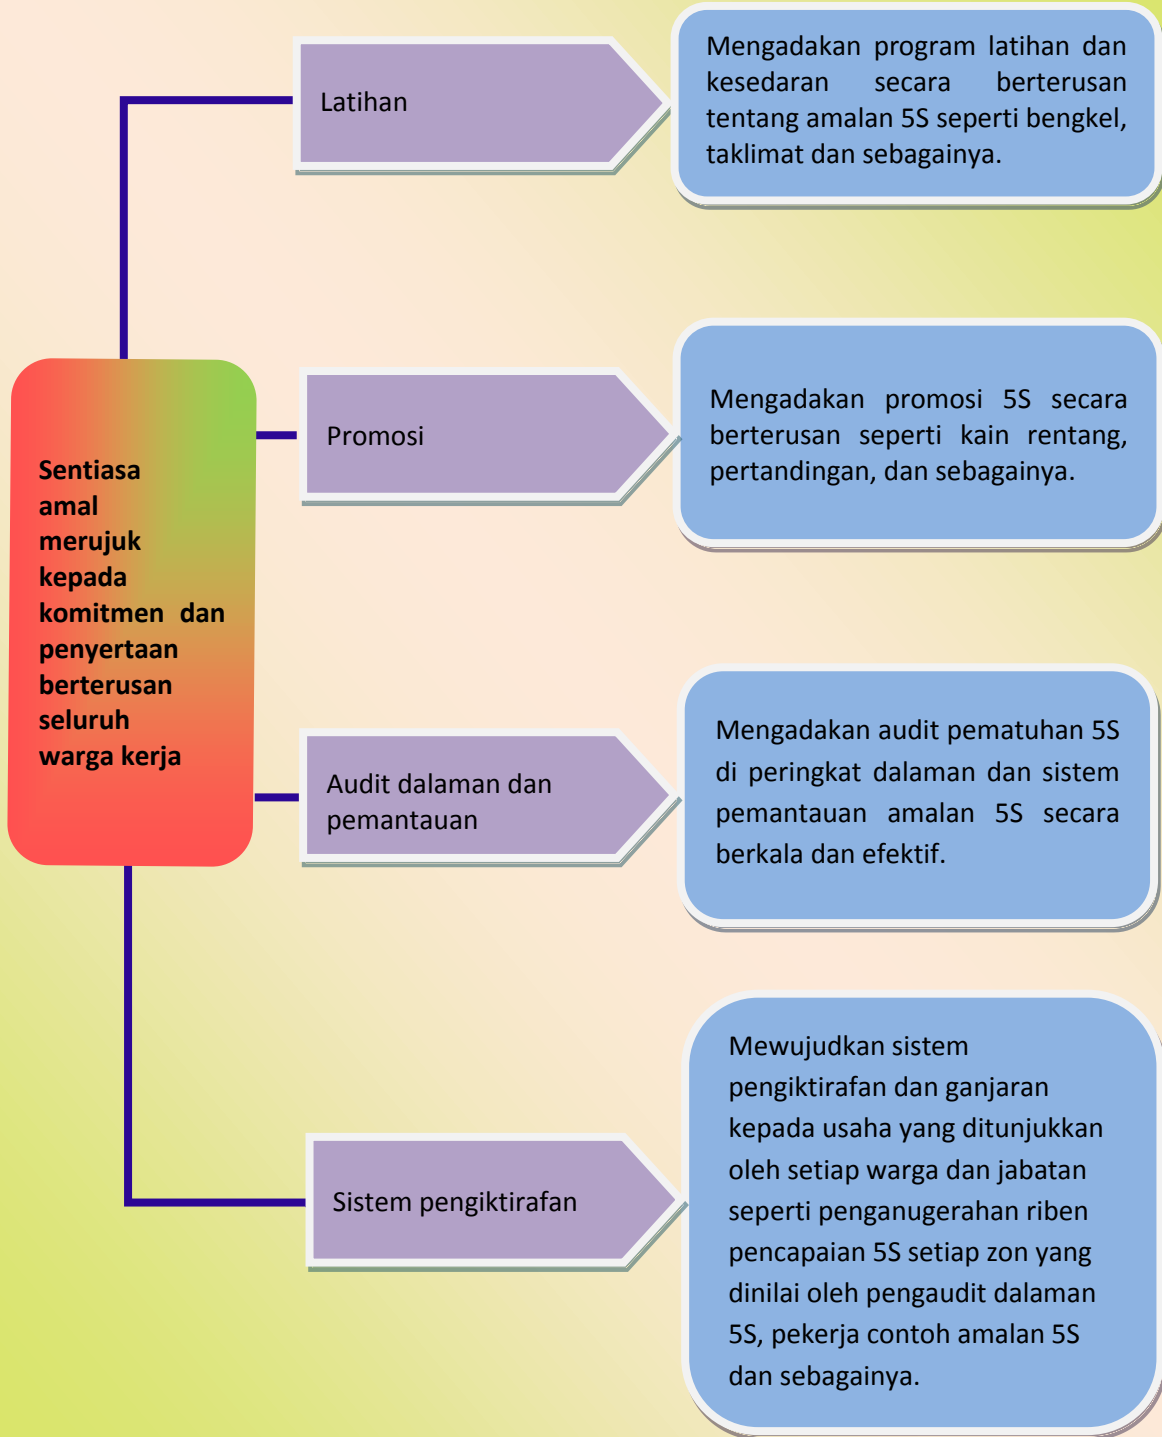 Latihan
Mengadakan program latihan dan
kesedaran secara berterusan
tentang amalan 5S seperti bengkel,
taklimat dan sebagainya.
Sentiasa
amal
merujuk
kepada
komitmen dan
penyertaan
berterusan
seluruh
warga kerja
Promosi
Mengadakan promosi 5S secara
berterusan seperti kain rentang,
pertandingan, dan sebagainya.
Audit dalaman dan
pemantauan
Mengadakan audit pematuhan 5S
di peringkat dalaman dan sistem
pemantauan amalan 5S secara
berkala dan efektif.
Sistem pengiktirafan
Mewujudkan sistem
pengiktirafan dan ganjaran
kepada usaha yang ditunjukkan
oleh setiap warga dan jabatan
seperti penganugerahan riben
pencapaian 5S setiap zon yang
dinilai oleh pengaudit dalaman
5S, pekerja contoh amalan 5S
dan sebagainya.